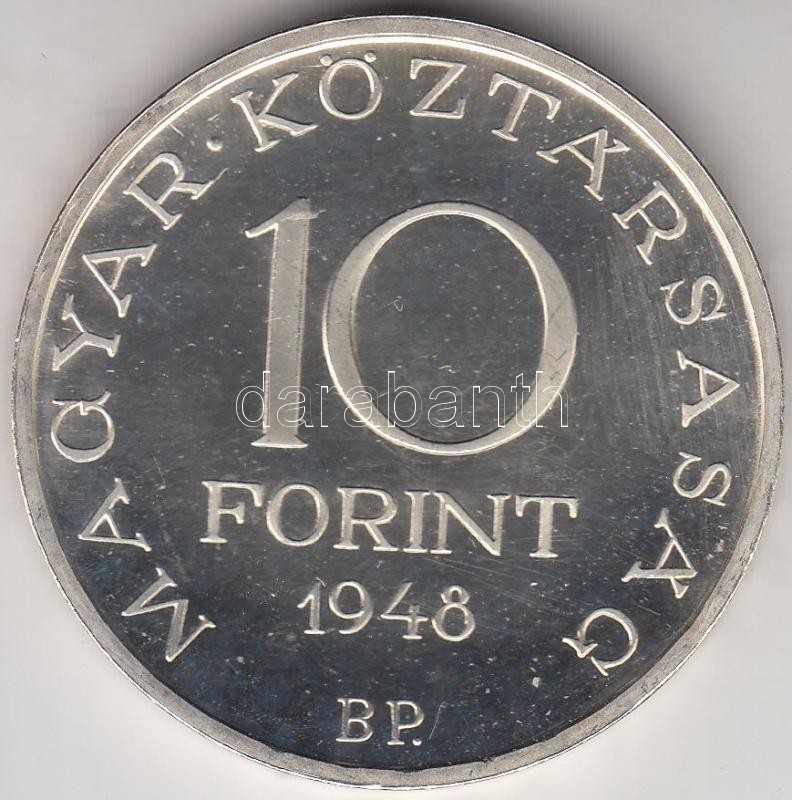 MAGYAR·KÖZTÁRSASÁG
10
FORINT
1948
BP.
darabanth